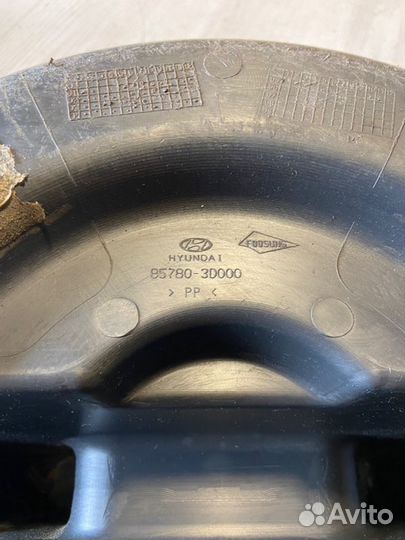 FOOSUNG
HYUNDAI
85780-3D000
> PP <
Avito